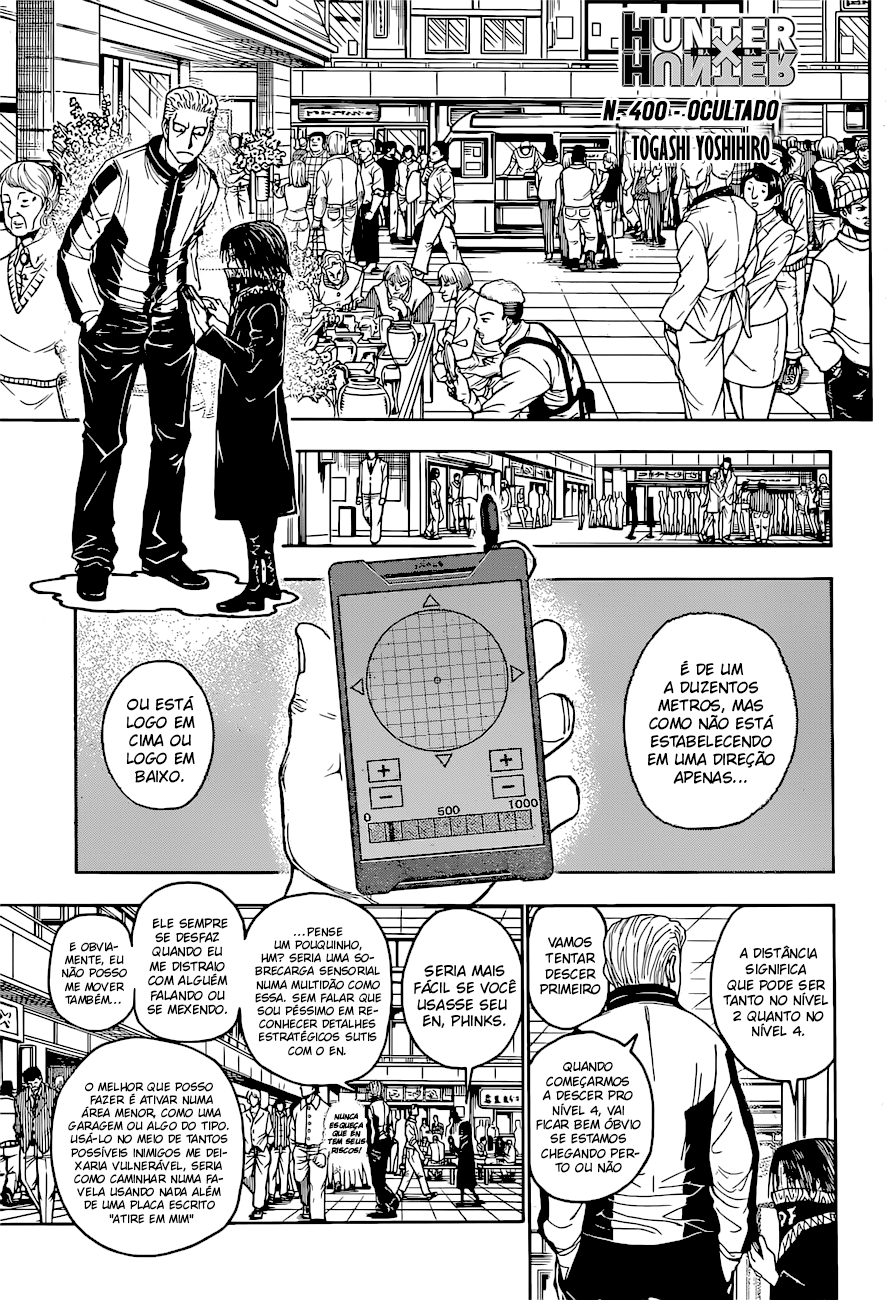 HUNTER
×
HUNTER
N. 400 - OCULTADO
TOGASHI YOSHIHIRO
É DE UM
A DUZENTOS
METROS, MAS
COMO NÃO ESTÁ
ESTABELECENDO
EM UMA DIREÇÃO
APENAS...
OU ESTÁ
LOGO EM
CIMA OU
LOGO EM
BAIXO.
+
-
+
-
0
500
1000
A DISTÂNCIA
SIGNIFICA
QUE PODE SER
TANTO NO NÍVEL
2 QUANTO NO
NÍVEL 4.
VAMOS
TENTAR
DESCER
PRIMEIRO
QUANDO
COMEÇARMOS
A DESCER PRO
NÍVEL 4, VAI
FICAR BEM ÓBVIO
SE ESTAMOS
CHEGANDO PER-
TO OU NÃO
SERIA MAIS
FÁCIL SE VOCÊ
USASSE SEU
EN, PHINKS.
...PENSE
UM POUQUINHO,
HM? SERIA UMA SO-
BRECARGA SENSORIAL
NUMA MULTIDÃO COMO
ESSA. SEM FALAR QUE
SOU PÉSSIMO EM RE-
CONHECER DETALHES
ESTRATÉGICOS SUTIS
COM O EN.
ELE SEMPRE
SE DESFAZ
QUANDO EU
ME DISTRAIO
COM ALGUÉM
FALANDO OU
SE MEXENDO.
E OBVIA-
MENTE, EU
NÃO POSSO
ME MOVER
TAMBÉM...
O MELHOR QUE POSSO
FAZER É ATIVAR NUMA
ÁREA MENOR, COMO UMA
GARAGEM OU ALGO DO TIPO.
USÁ-LO NO MEIO DE TANTOS
POSSÍVEIS INIMIGOS ME DEI-
XARIA VULNERÁVEL, SERIA
COMO CAMINHAR NUMA FA-
VELA USANDO NADA ALÉM
DE UMA PLACA ESCRITO
"ATIRE EM MIM"
NUNCA
ESQUEÇA
QUE EN
TEM SEUS
RISCOS!